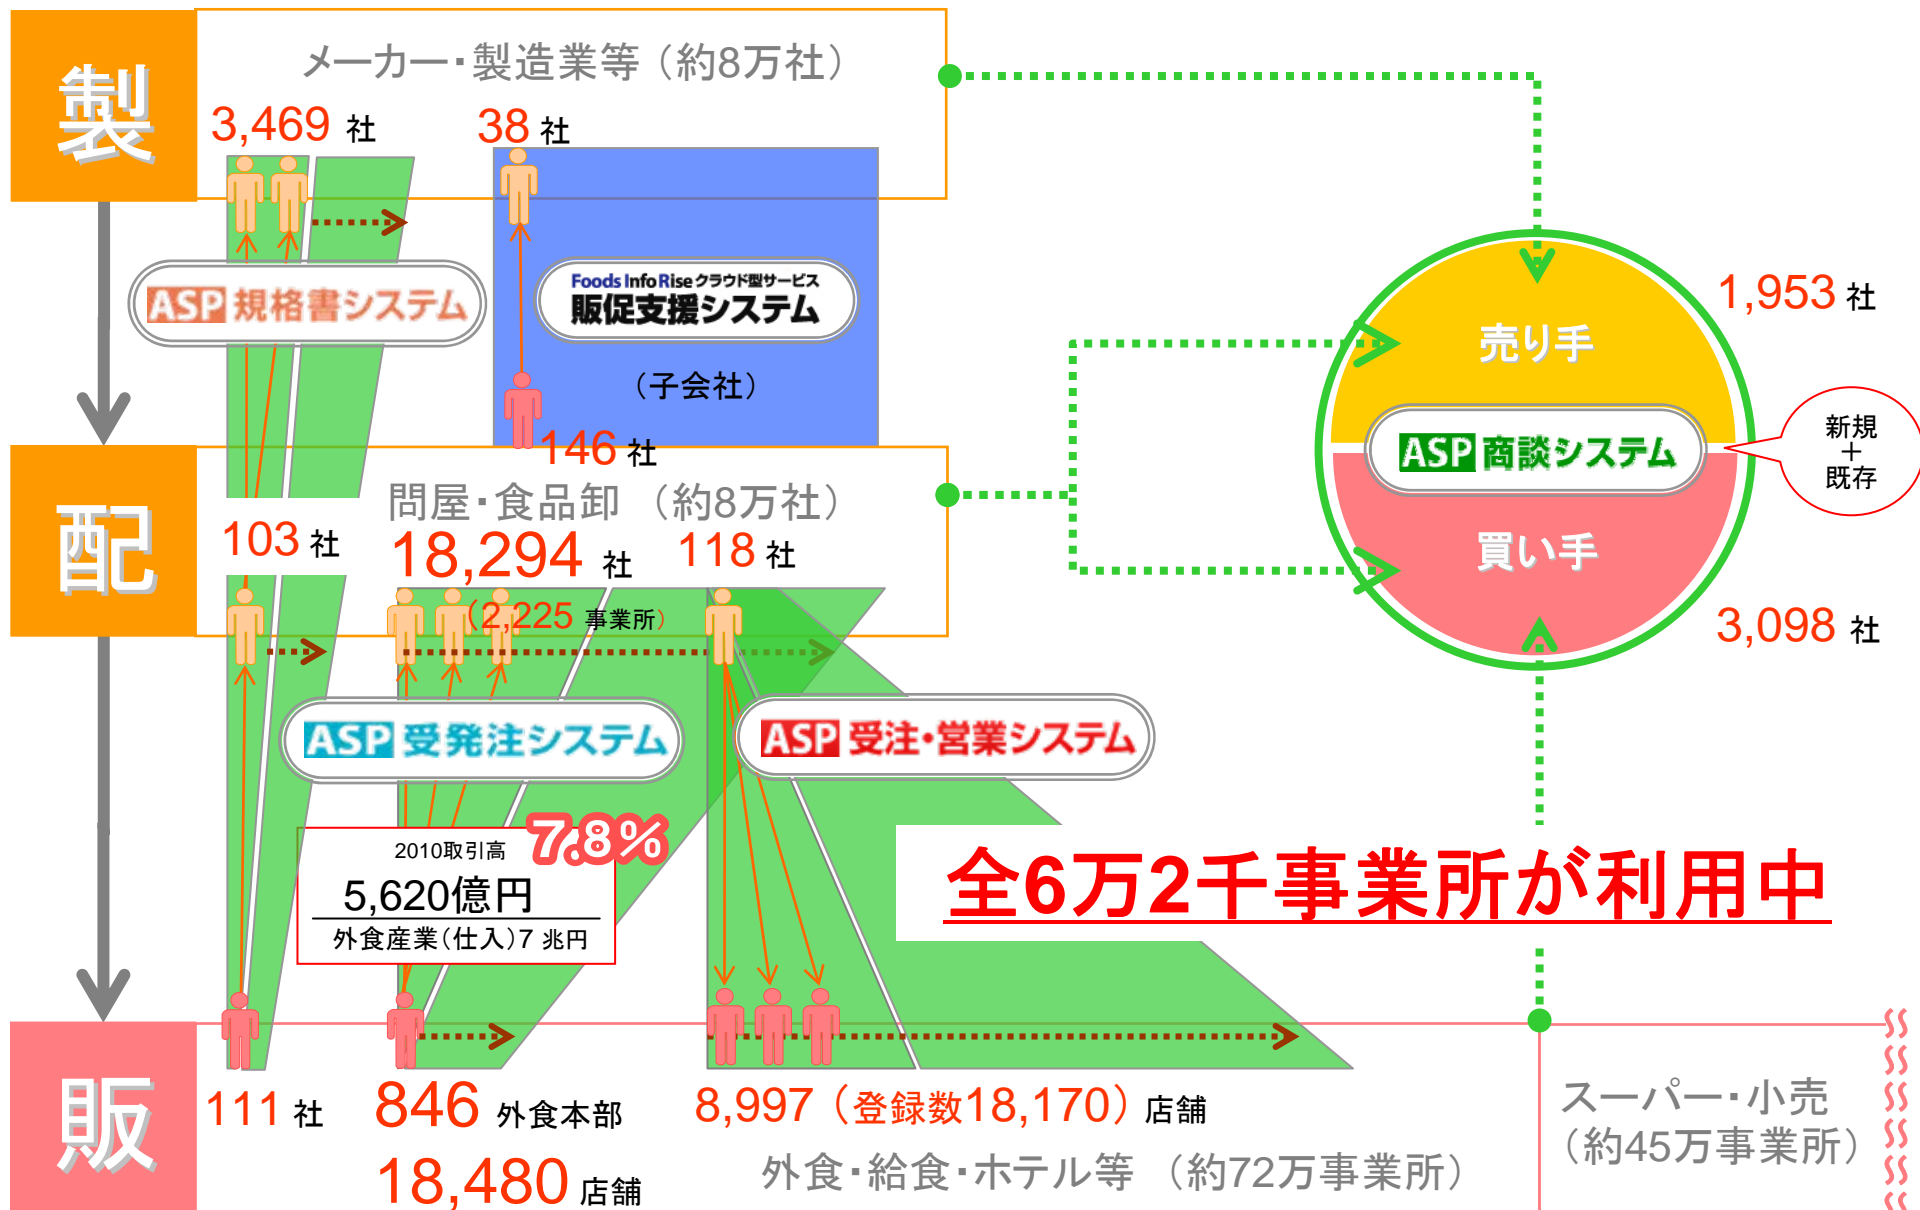 製
メーカー・製造業等（約8万社）
3,469 社
38 社
ASP 規格書システム
Foods Info Rise クラウド型サービス
販促支援システム
（子会社）
146 社
配
問屋・食品卸 （約8万社）
103 社
18,294 社
（2,225 事業所）
118 社
ASP 受発注システム
ASP 受注・営業システム
2010取引高
7.8％
5,620億円
外食産業（仕入）7 兆円
全6万2千事業所が利用中
売り手
ASP 商談システム
買い手
1,953 社
新規
＋
既存
3,098 社
販
111 社
846 外食本部
18,480 店舗
8,997（登録数18,170）店舗
外食・給食・ホテル等 （約72万事業所）
スーパー・小売
（約45万事業所）